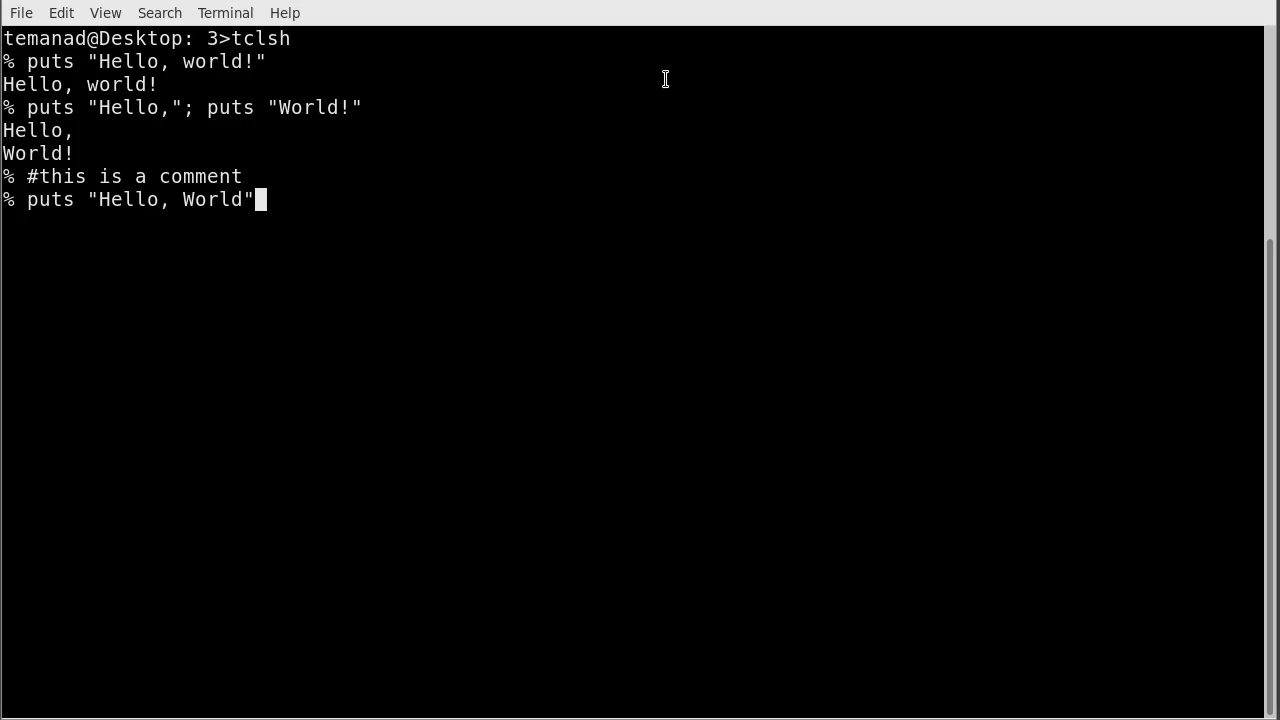 File Edit View Search Terminal Help
temanad@Desktop: 3>tclsh
% puts "Hello, world!"
Hello, world!
% puts "Hello,"; puts "World!"
Hello,
World!
% #this is a comment
% puts "Hello, World"